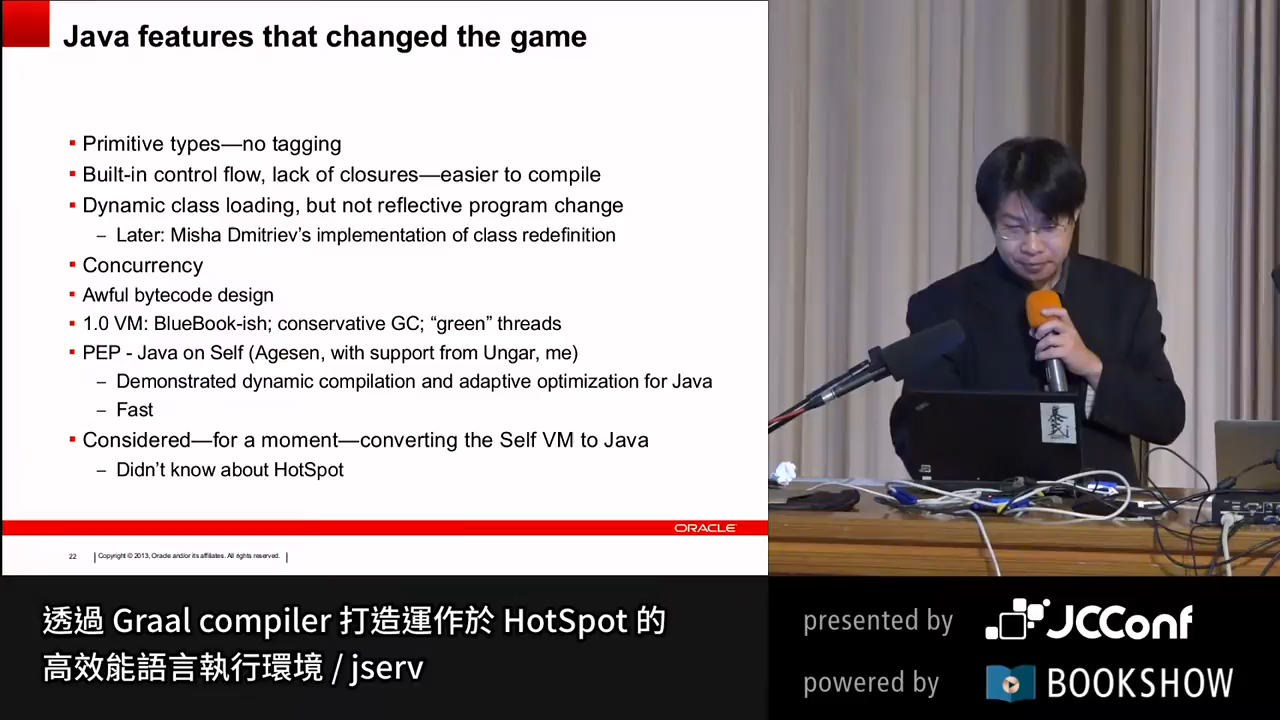 Java features that changed the game
▪ Primitive types—no tagging
▪ Built-in control flow, lack of closures—easier to compile
▪ Dynamic class loading, but not reflective program change
– Later: Misha Dmitriev’s implementation of class redefinition
▪ Concurrency
▪ Awful bytecode design
▪ 1.0 VM: BlueBook-ish; conservative GC; “green” threads
▪ PEP - Java on Self (Agesen, with support from Ungar, me)
– Demonstrated dynamic compilation and adaptive optimization for Java
– Fast
▪ Considered—for a moment—converting the Self VM to Java
– Didn’t know about HotSpot
ORACLE
22 | Copyright © 2013, Oracle and/or its affiliates. All rights reserved. |
透過 Graal compiler 打造運作於 HotSpot 的
高效能語言執行環境 / jserv
presented by JCConf
powered by BOOKSHOW